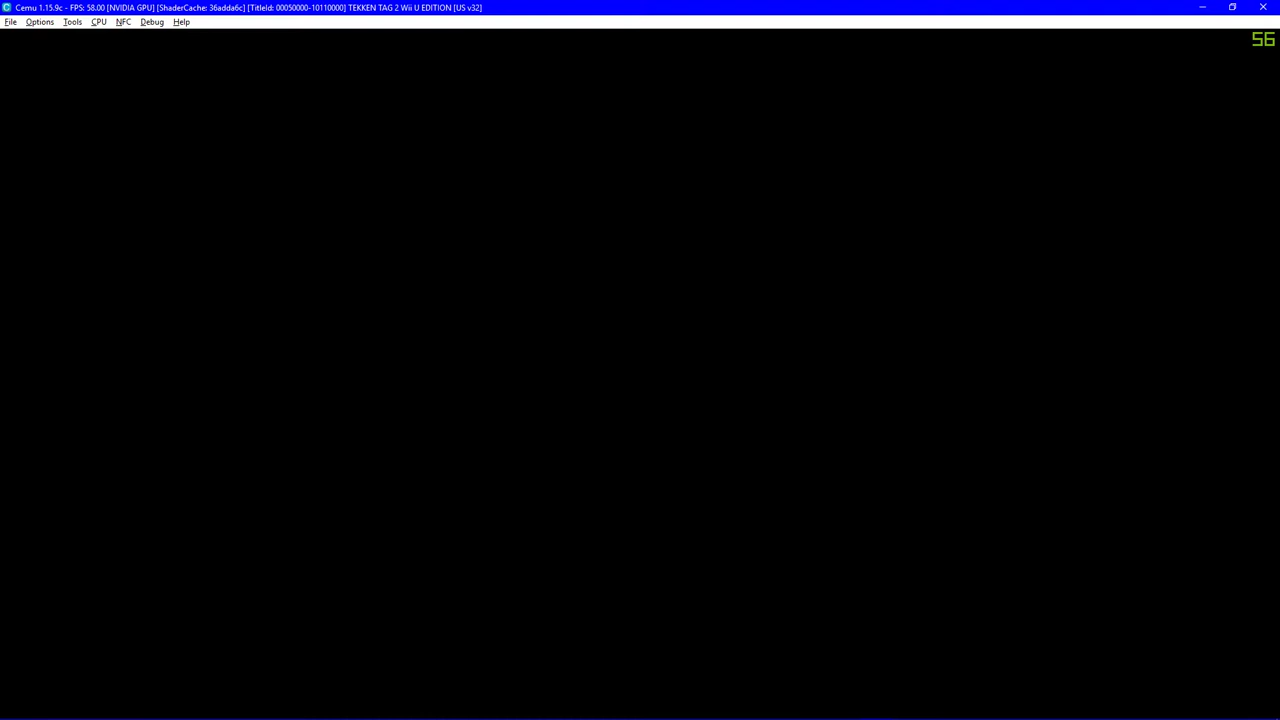 Cemu 1.15.9c - FPS: 58.00 [NVIDIA GPU] [ShaderCache: 36adda6c] [TitleId: 00050000-10110000] TEKKEN TAG 2 Wii U EDITION [US v32]
File Options Tools CPU NFC Debug Help
56